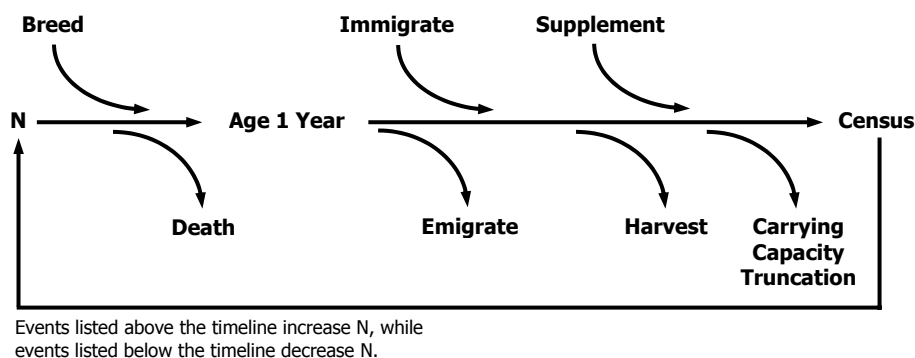 Breed
Immigrate
Supplement
N
Age 1 Year
Census
Death
Emigrate
Harvest
Carrying
Capacity
Truncation
Events listed above the timeline increase N, while
events listed below the timeline decrease N.